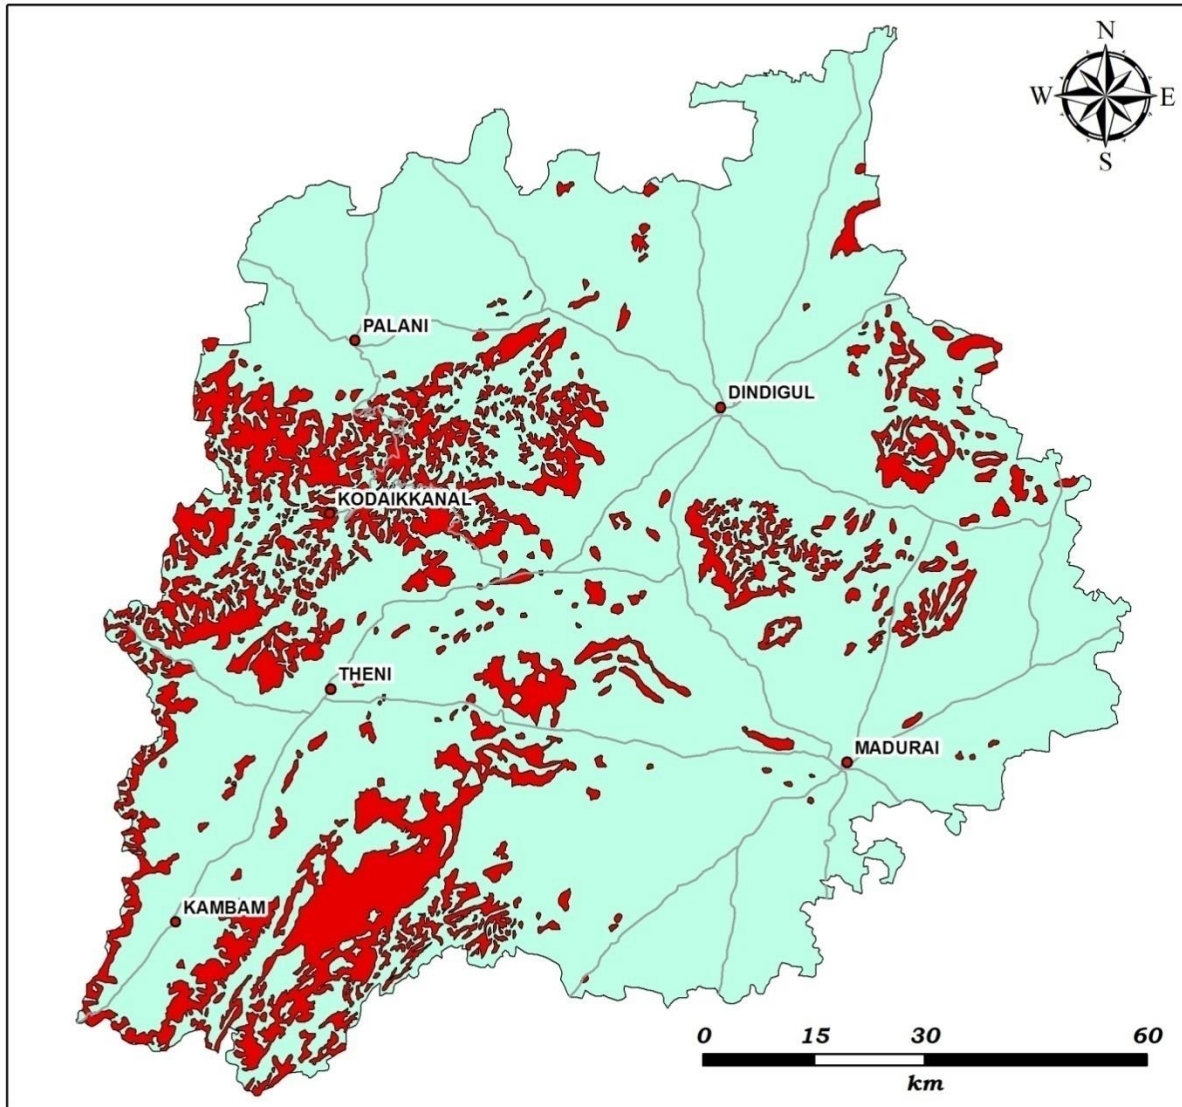 N
W E
S
PALANI
DINDIGUL
KODAIKKANAL
THENI
MADURAI
KAMBAM
0 15 30 60
km